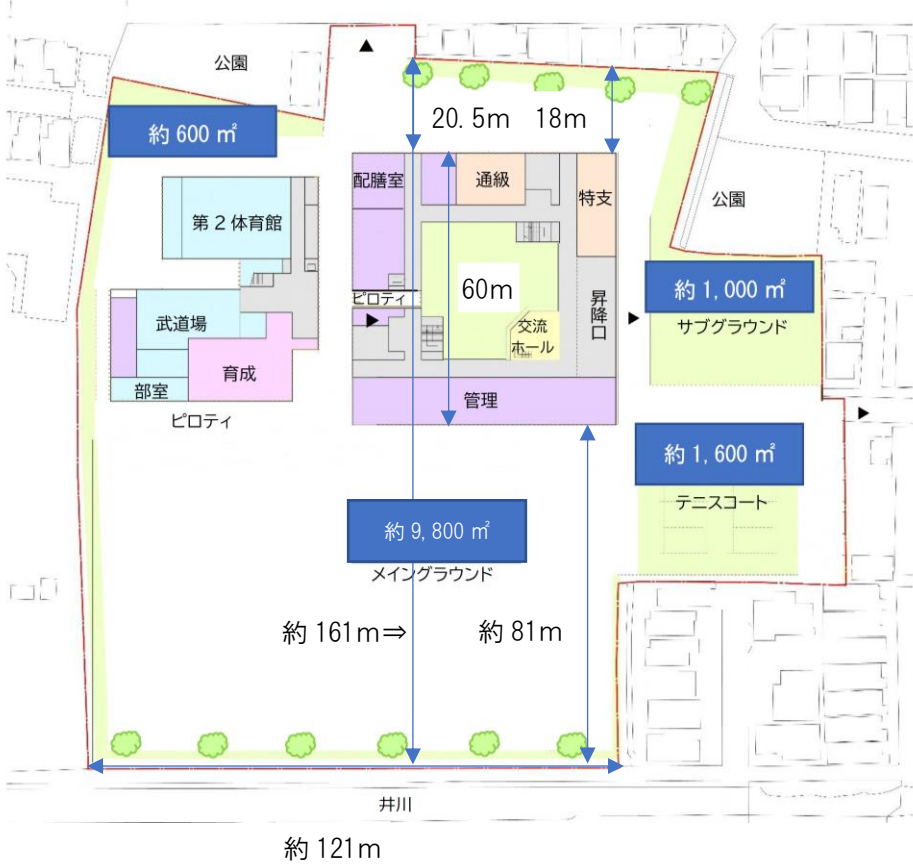 公園
20.5m 18m
約 600 ㎡
配膳室
通級
特支
公園
第2体育館
60m
約 1,000 ㎡
ピロティ
昇降口
サブグラウンド
武道場
交流
ホール
育成
部室
管理
ピロティ
約 1,600 ㎡
テニスコート
約 9,800 ㎡
メイングラウンド
約 161m⇒
約 81m
井川
約 121m